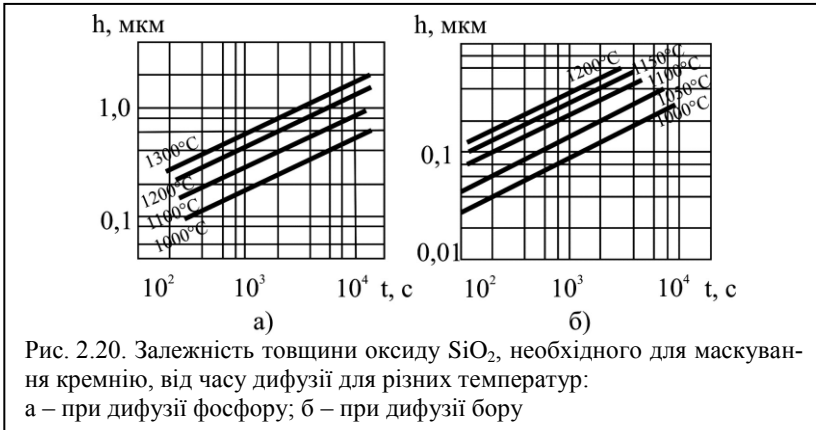 h, мкм
1,0
0,1
1300°C
1200°C
1100°C
1000°C
10² 10³ 10⁴ t, c
а)
h, мкм
0,1
0,01
1200°C
1150°C
1100°C
1050°C
1000°C
10² 10³ 10⁴ t, c
б)
Рис. 2.20. Залежність товщини оксиду SiO₂, необхідного для маскуван-
ня кремнію, від часу дифузії для різних температур:
а – при дифузії фосфору; б – при дифузії бору